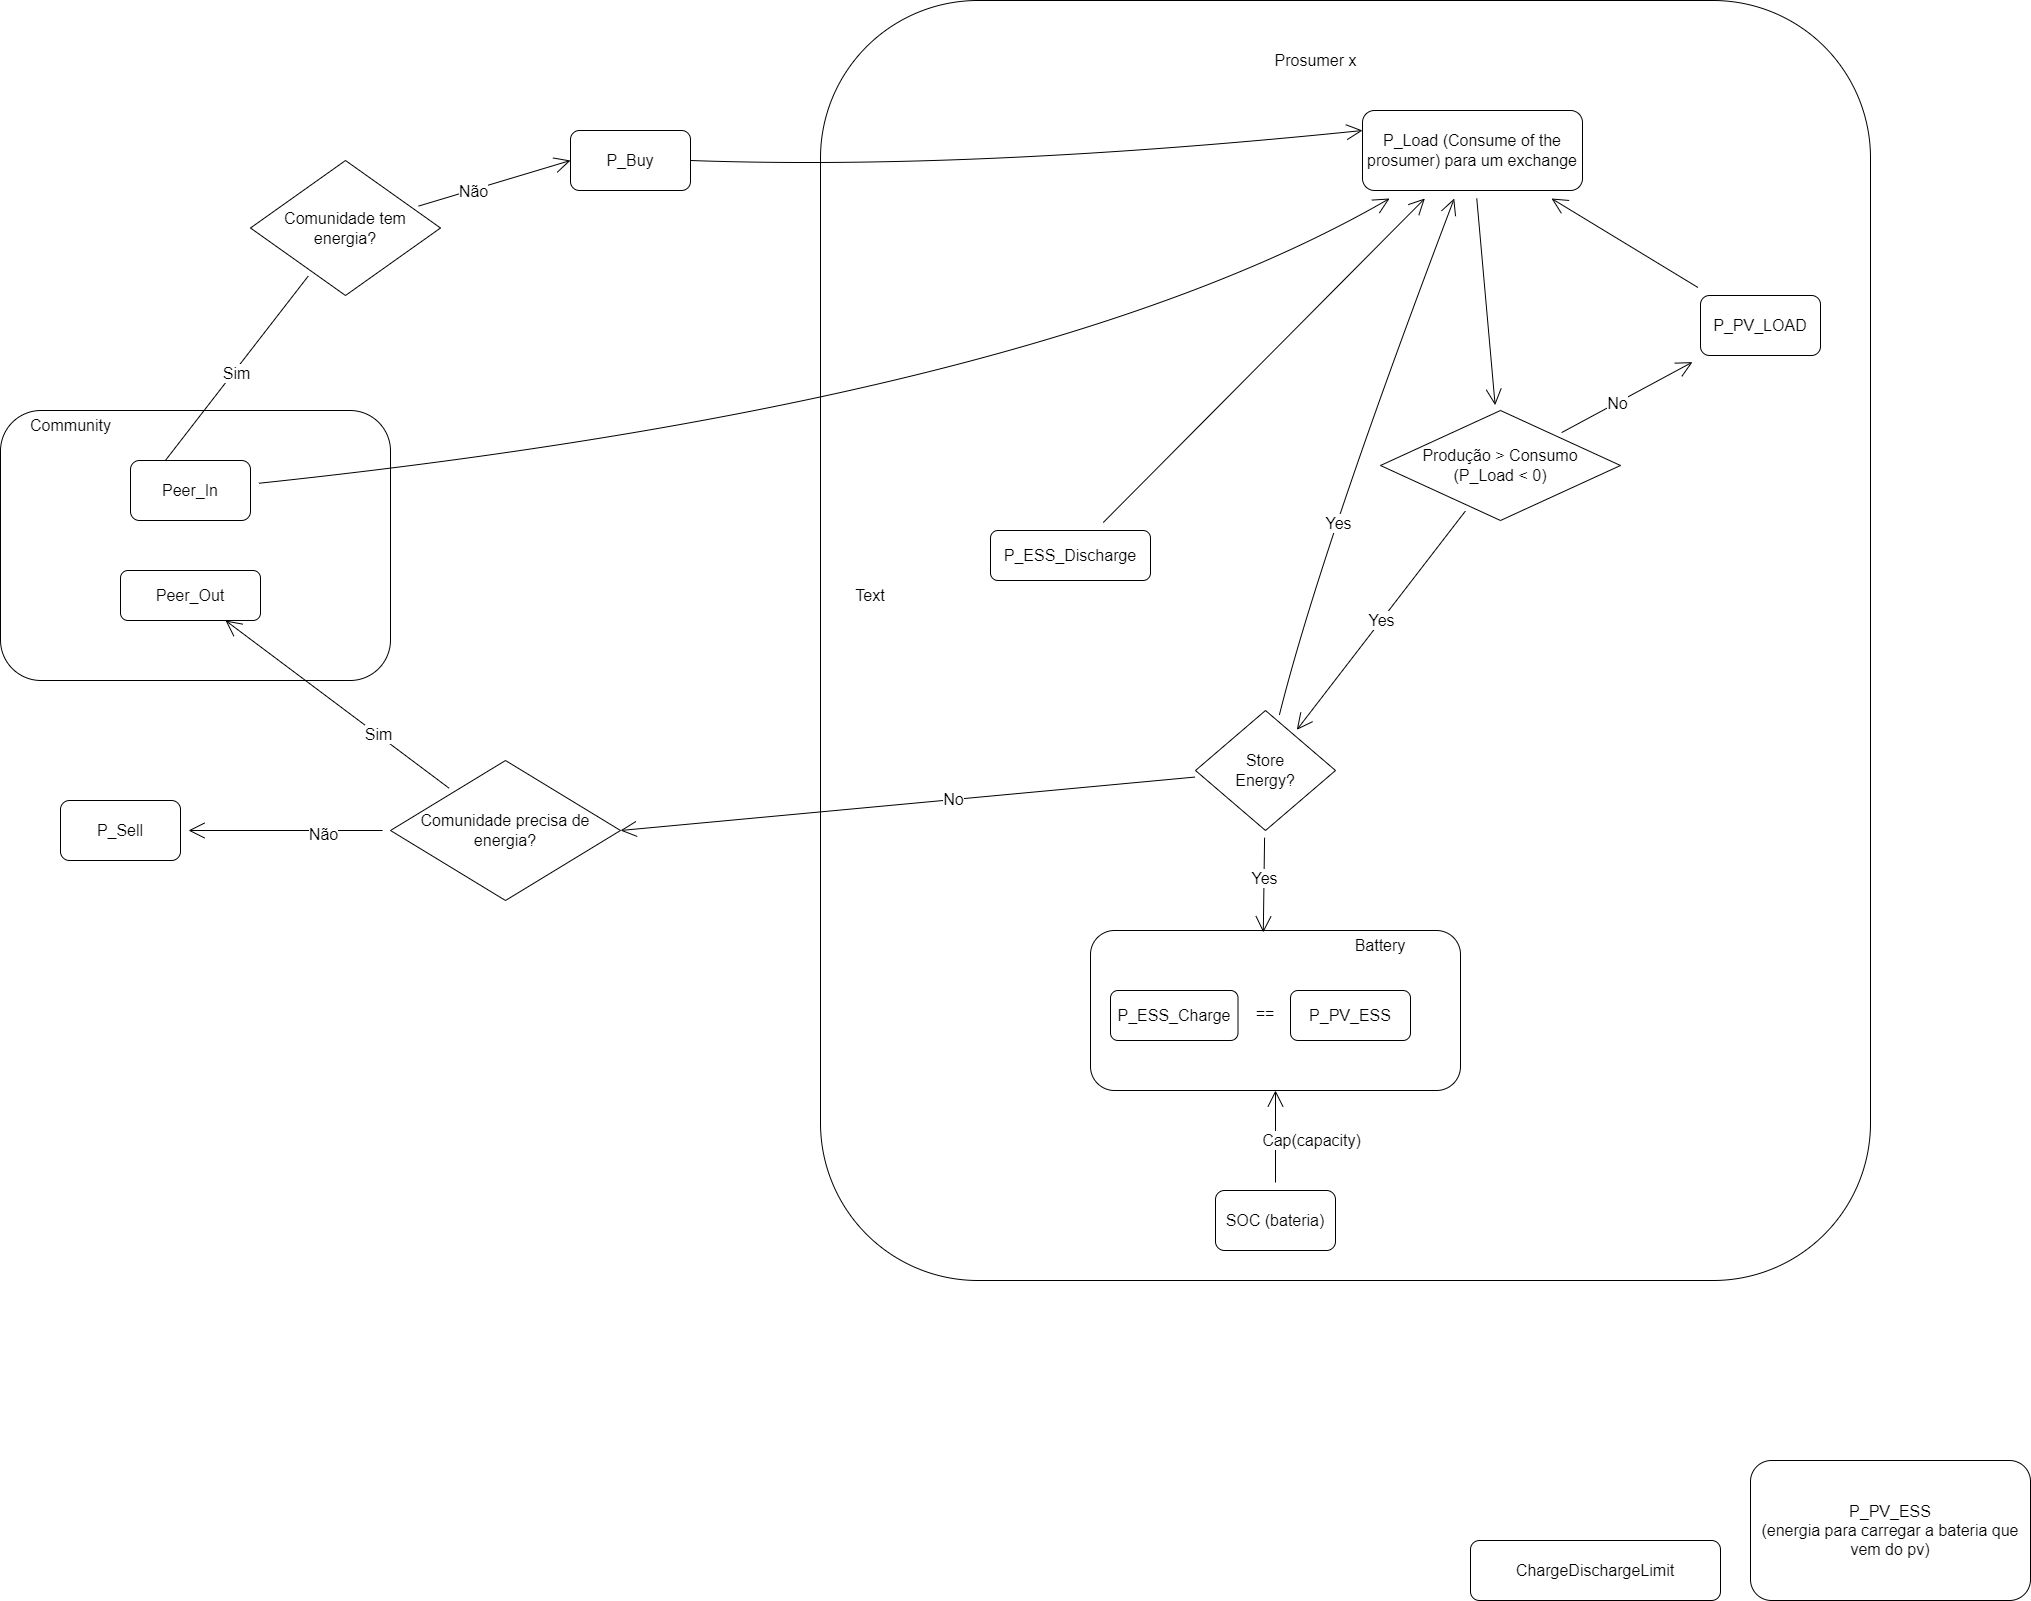 Prosumer x
P_Load (Consume of the
prosumer) para um exchange
P_Buy
Não
Comunidade tem
energia?
Sim
P_PV_LOAD
No
Community
Peer_In
Produção > Consumo
(P_Load < 0)
Yes
P_ESS_Discharge
Peer_Out
Text
Yes
Sim
Store
Energy?
No
P_Sell
Não
Comunidade precisa de
energia?
Yes
Battery
P_ESS_Charge
==
P_PV_ESS
Cap(capacity)
SOC (bateria)
P_PV_ESS
(energia para carregar a bateria que
vem do pv)
ChargeDischargeLimit